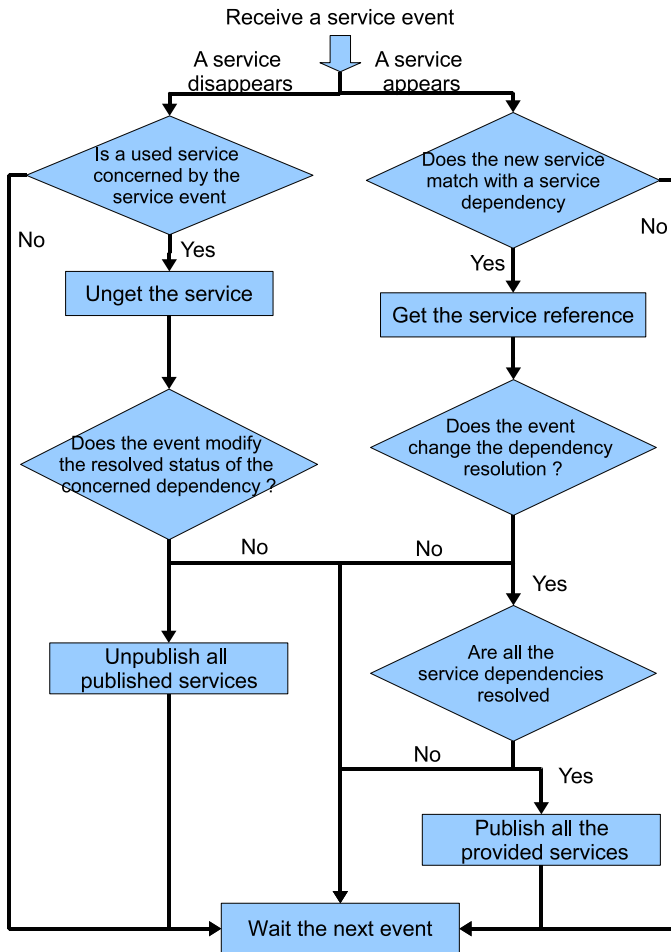 Receive a service event
A service
disappears
A service
appears
Is a used service
concerned by the
service event
Does the new service
match with a service
dependency
No
Yes
Yes
No
Unget the service
Get the service reference
Does the event modify
the resolved status of the
concerned dependency ?
Does the event
change the dependency
resolution ?
No
No
Yes
Unpublish all
published services
Are all the
service dependencies
resolved
No
Yes
Publish all the
provided services
Wait the next event